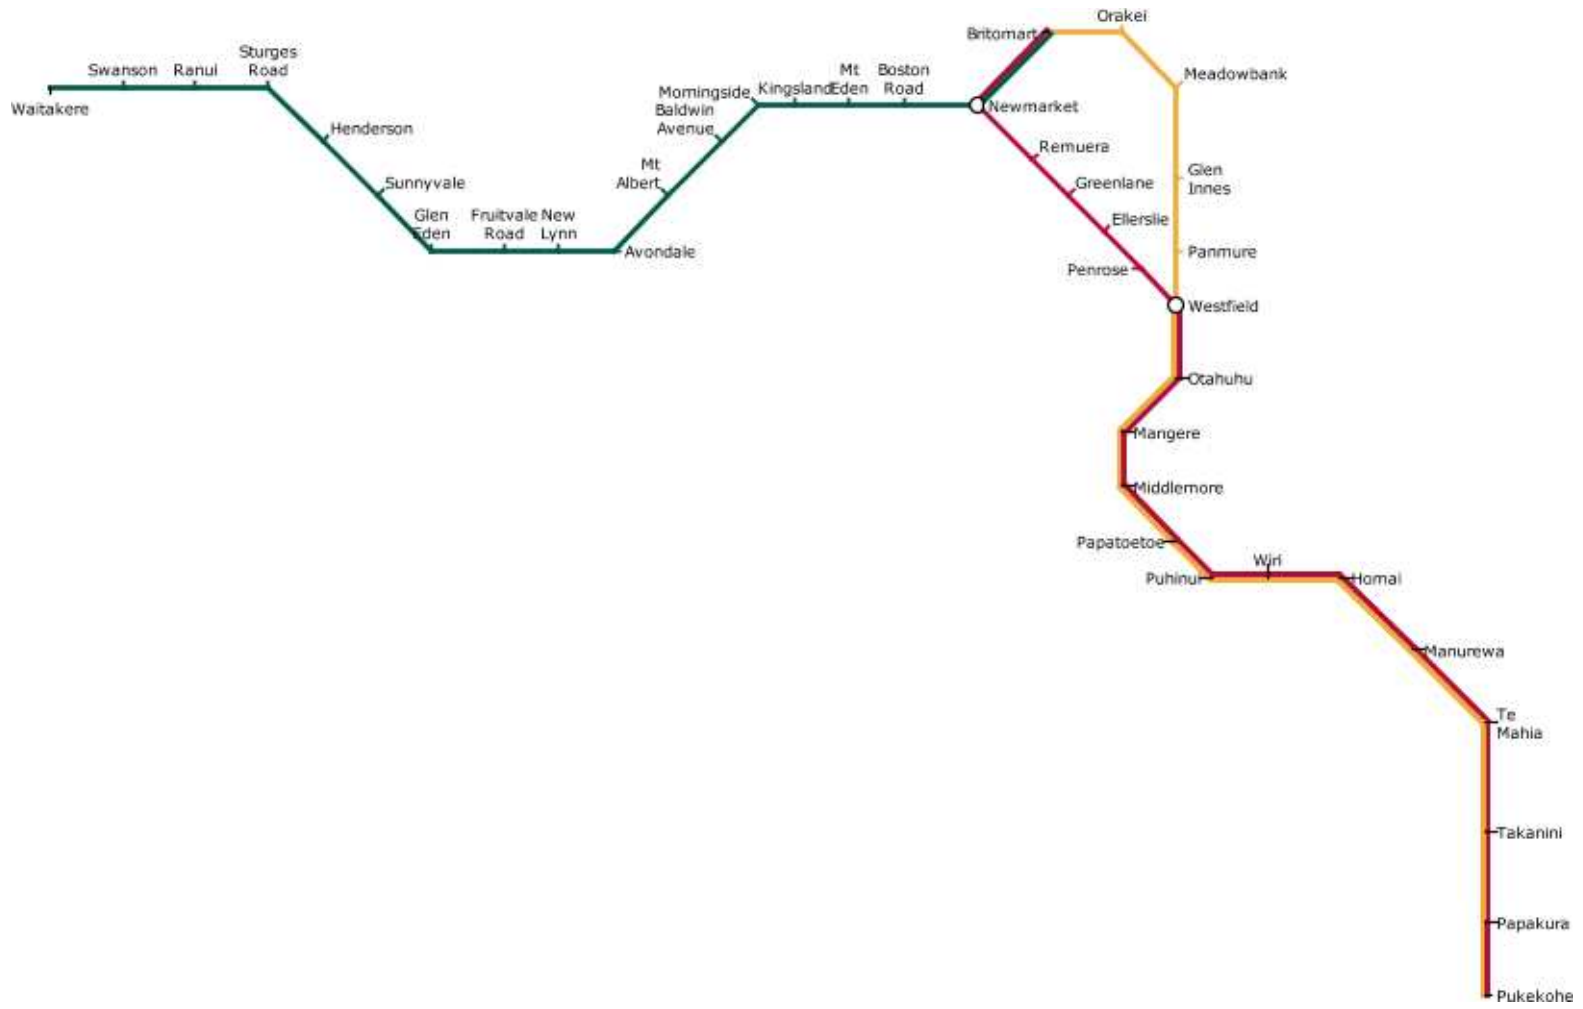 Orakei
Britomart
Sturges
Road
Swanson
Ranui
Waitakere
Meadowbank
Morningside
Kingsland
Mt
Eden
Boston
Road
Newmarket
Baldwin
Avenue
Henderson
Remuera
Mt
Albert
Sunnyvale
Greenlane
Glen
Innes
Glen
Eden
Fruitvale
Road
New
Lynn
Ellerslie
Avondale
Panmure
Penrose
Westfield
Otahuhu
Mangere
Middlemore
Papatoetoe
Wiri
Puhinui
Homai
Manurewa
Te
Mahia
Takanini
Papakura
Pukekohe